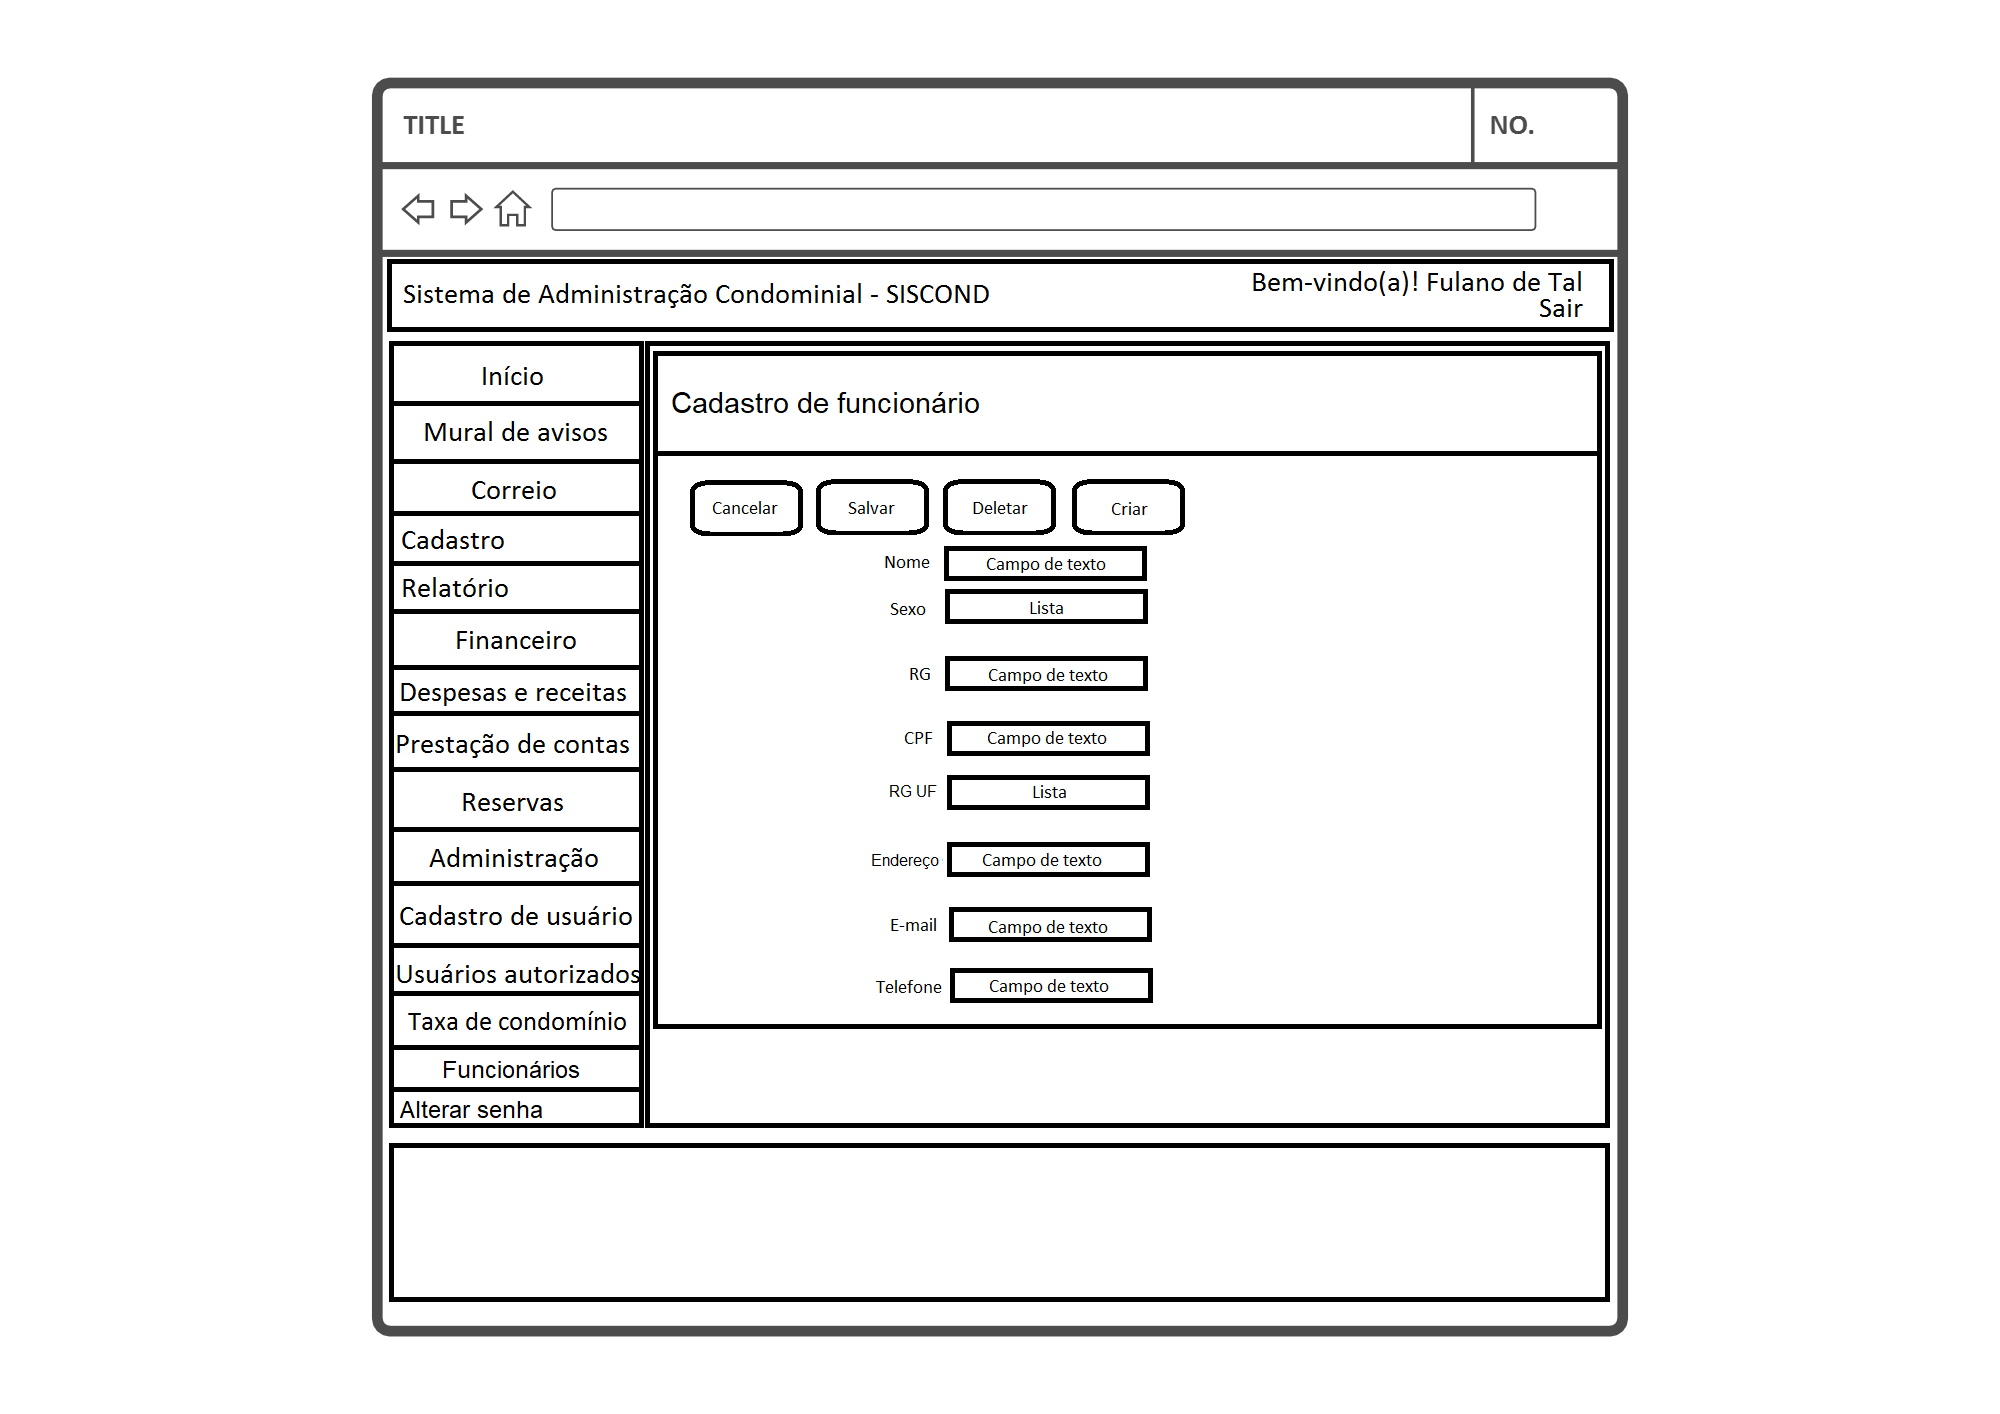 TITLE
NO.
Sistema de Administração Condominial - SISCOND
Bem-vindo(a)! Fulano de Tal
Sair
Início
Mural de avisos
Correio
Cadastro
Relatório
Financeiro
Despesas e receitas
Prestação de contas
Reservas
Administração
Cadastro de usuário
Usuários autorizados
Taxa de condomínio
Funcionários
Alterar senha
Cadastro de funcionário
Cancelar Salvar Deletar Criar
Nome Campo de texto
Sexo Lista
RG Campo de texto
CPF Campo de texto
RG UF Lista
Endereço Campo de texto
E-mail Campo de texto
Telefone Campo de texto